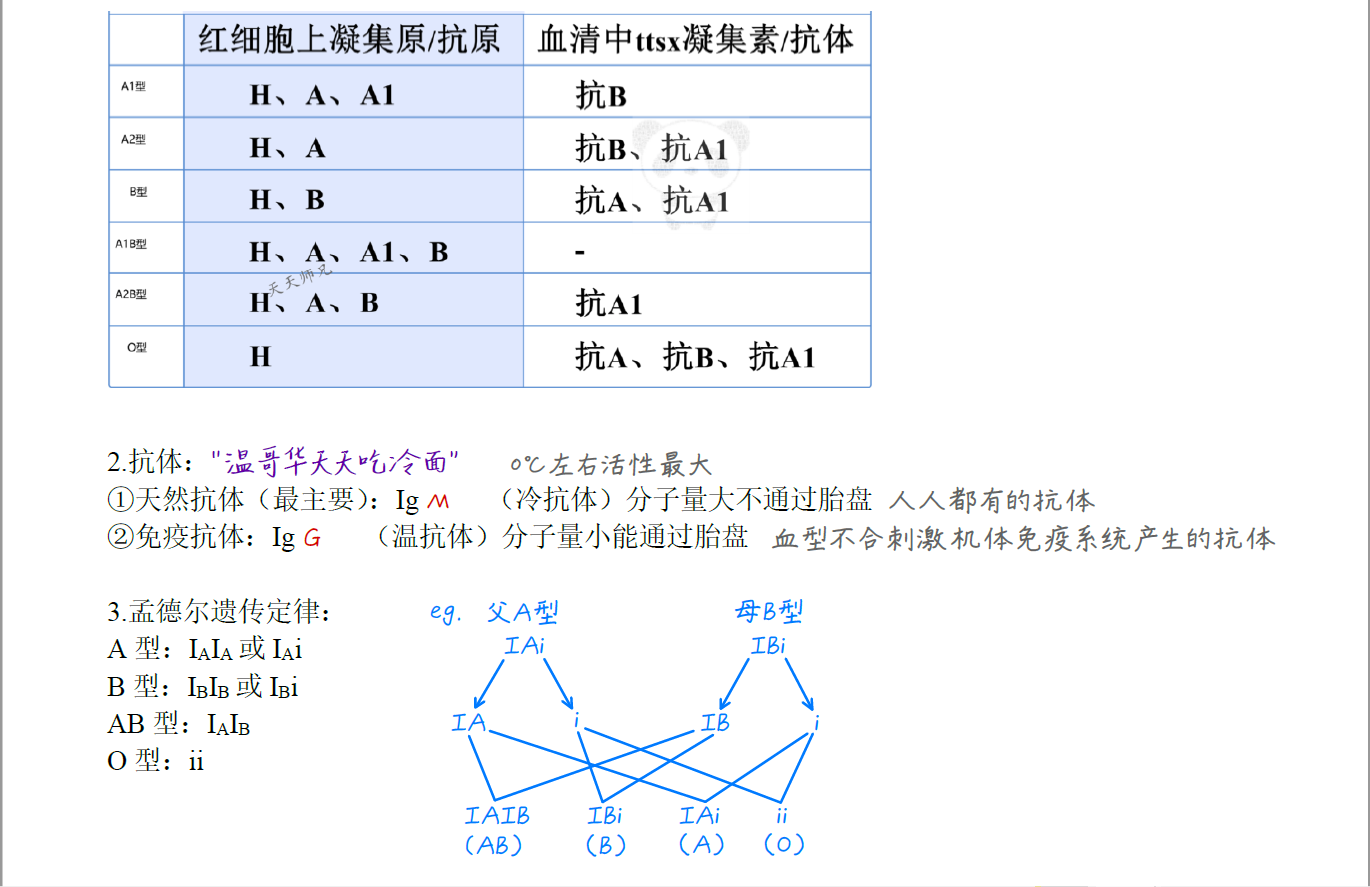 红细胞上凝集原/抗原 血清中ttsx凝集素/抗体
A1型 H、A、A1 抗B
A2型 H、A 抗B、抗A1
B型 H、B 抗A、抗A1
A1B型 H、A、A1、B -
天天师兄
A2B型 H、A、B 抗A1
O型 H 抗A、抗B、抗A1
2.抗体："温哥华天天吃冷面" 0℃左右活性最大
①天然抗体（最主要）：Ig M （冷抗体）分子量大不通过胎盘 人人都有的抗体
②免疫抗体：Ig G （温抗体）分子量小能通过胎盘 血型不合刺激机体免疫系统产生的抗体
3.孟德尔遗传定律： eg. 父A型 母B型
A 型：IAIA 或 IAi IAi IBi
B 型：IBIB 或 IBi
AB 型：IAIB IA i IB i
O 型：ii
IAIB IBi IAi ii
(AB) (B) (A) (O)